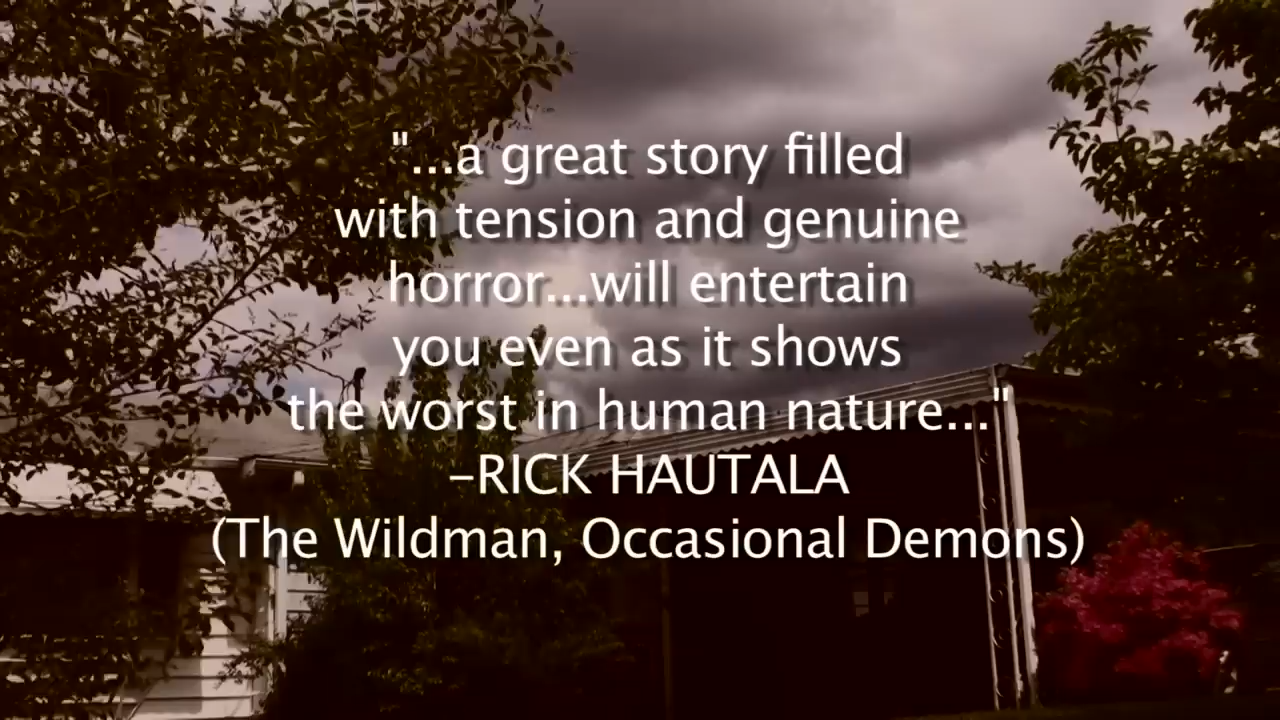 "...a great story filled
with tension and genuine
horror...will entertain
you even as it shows
the worst in human nature..."
–RICK HAUTALA
(The Wildman, Occasional Demons)